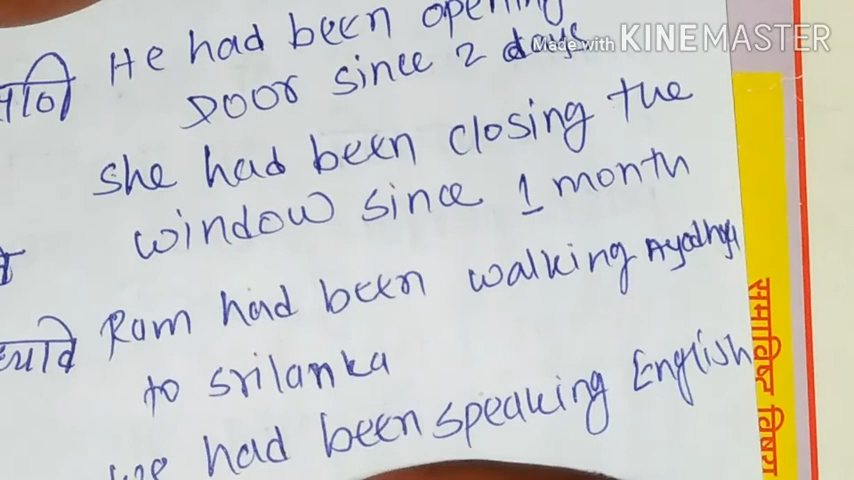 He had been opening
Made with KINEMASTER
Door since 2 days
She had been closing the
window since 1 month
Ram had been walking Ayodhya
to srilanka
had been speaking English
समाविष्ट